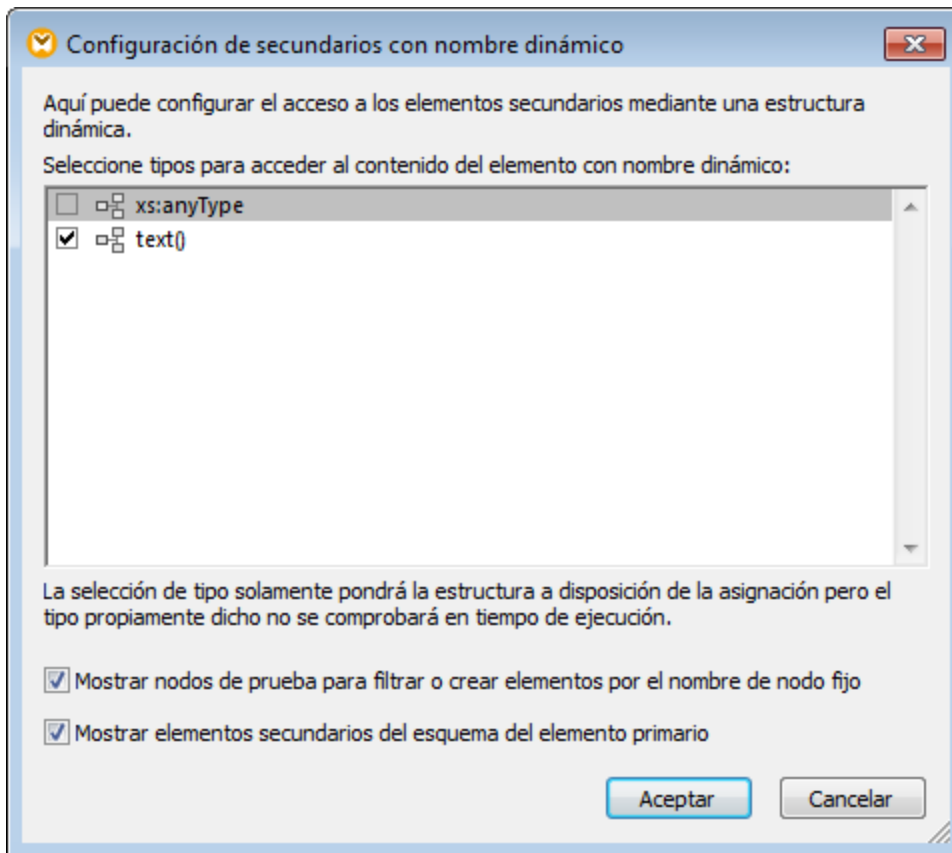 Configuración de secundarios con nombre dinámico
Aquí puede configurar el acceso a los elementos secundarios mediante una estructura
dinámica.
Seleccione tipos para acceder al contenido del elemento con nombre dinámico:
xs:anyType
text()
La selección de tipo solamente pondrá la estructura a disposición de la asignación pero el
tipo propiamente dicho no se comprobará en tiempo de ejecución.
Mostrar nodos de prueba para filtrar o crear elementos por el nombre de nodo fijo
Mostrar elementos secundarios del esquema del elemento primario
Aceptar
Cancelar